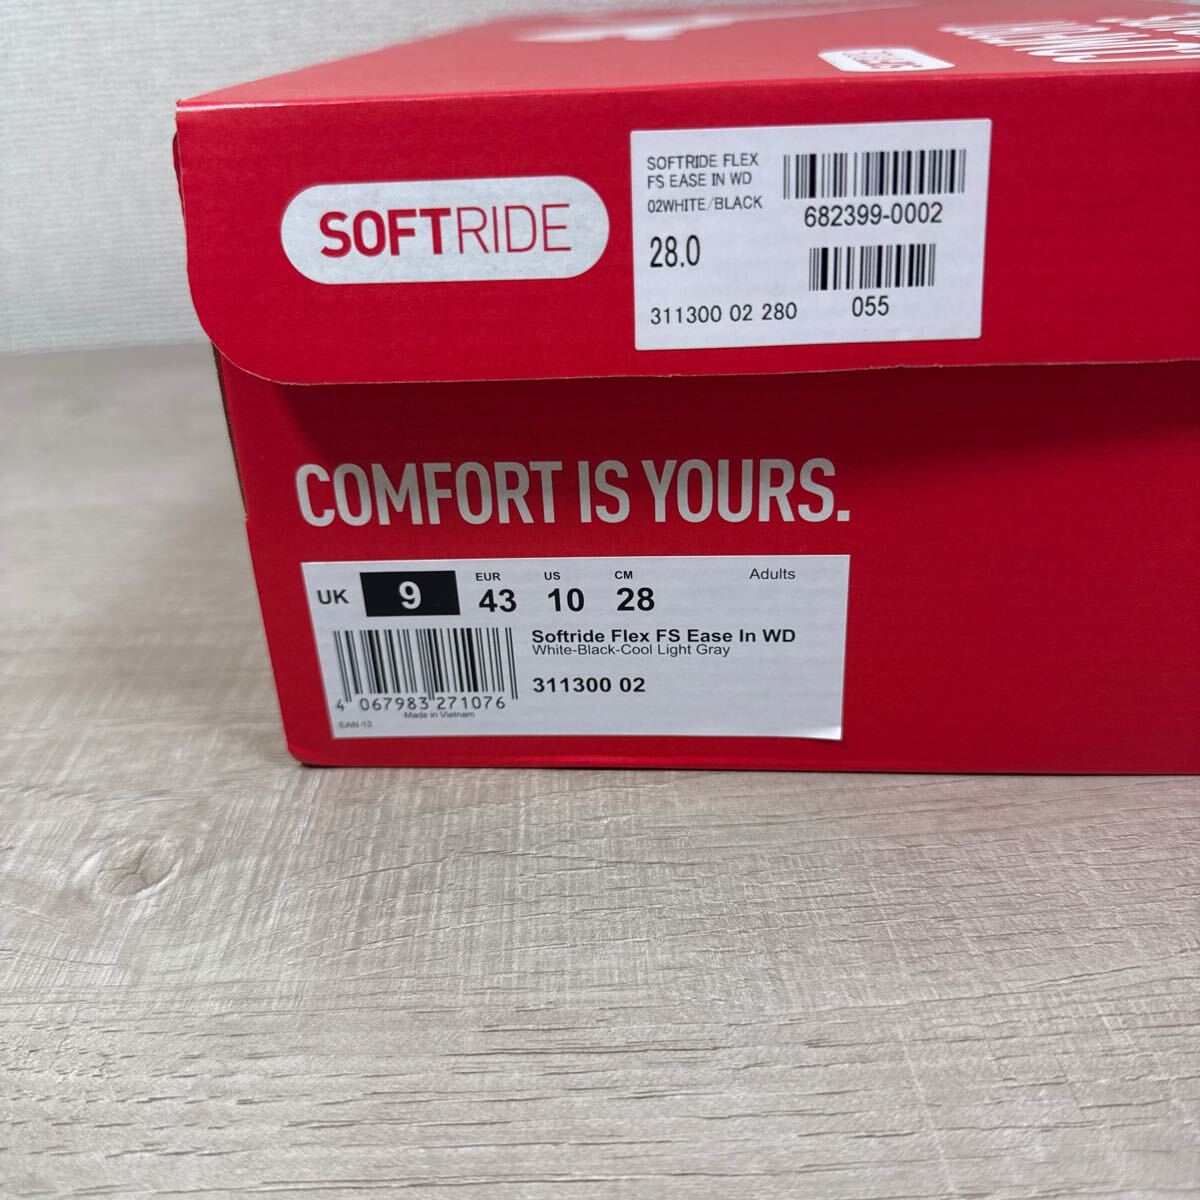 SOFTRIDE
SOFTRIDE FLEX
FS EASE IN WD
02WHITE/BLACK
682399-0002
28.0
311300 02 280
055
COMFORT IS YOURS.
UK 9 EUR 43 US 10 CM 28 Adults
Softride Flex FS Ease In WD
White-Black-Cool Light Gray
311300 02
4 067983 271076
Made in Vietnam
EAN-13